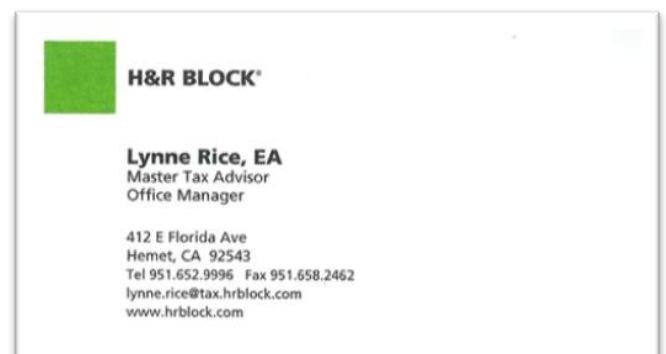 H&R BLOCK®
Lynne Rice, EA
Master Tax Advisor
Office Manager
412 E Florida Ave
Hemet, CA 92543
Tel 951.652.9996 Fax 951.658.2462
lynne.rice@tax.hrblock.com
www.hrblock.com